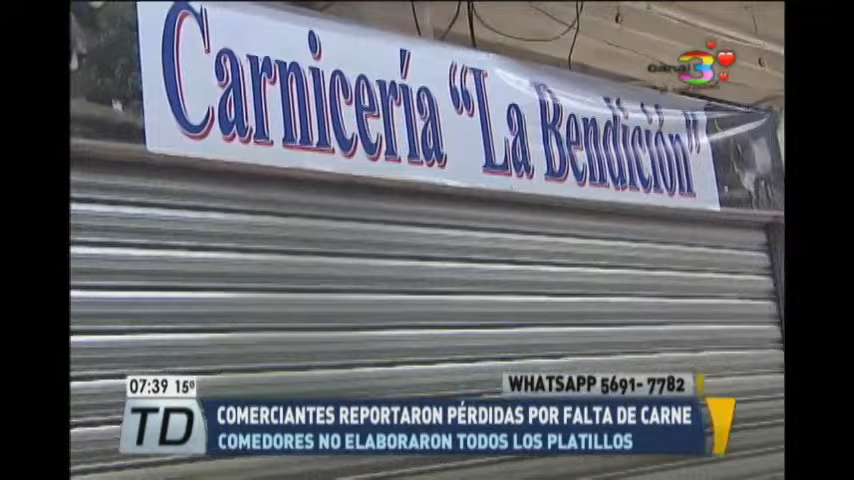 Carnicería “La Bendición”
Canal 3
07:39 15º
WHATSAPP 5691-7782
TD
COMERCIANTES REPORTARON PÉRDIDAS POR FALTA DE CARNE
COMEDORES NO ELABORARON TODOS LOS PLATILLOS